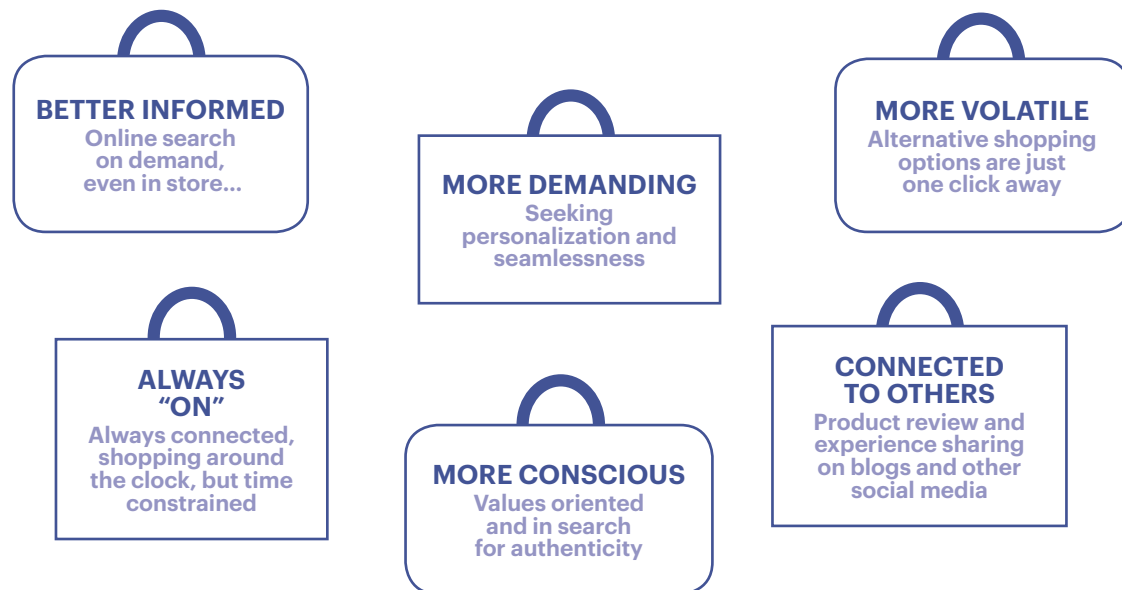 BETTER INFORMED
Online search
on demand,
even in store...
MORE DEMANDING
Seeking
personalization and
seamlessness
MORE VOLATILE
Alternative shopping
options are just
one click away
ALWAYS
“ON”
Always connected,
shopping around
the clock, but time
constrained
MORE CONSCIOUS
Values oriented
and in search
for authenticity
CONNECTED
TO OTHERS
Product review and
experience sharing
on blogs and other
social media